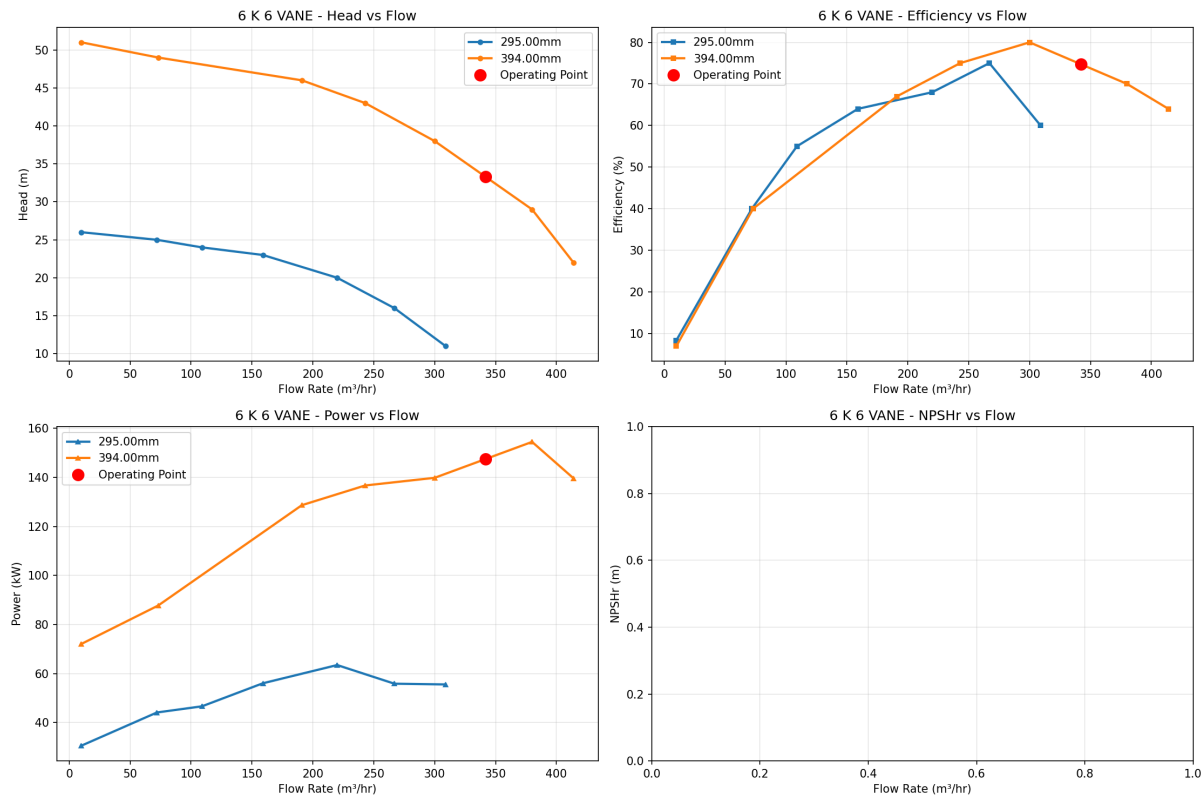 6 K 6 VANE - Head vs Flow
295.00mm
394.00mm
Operating Point
Head (m)
50
45
40
35
30
25
20
15
10
0 50 100 150 200 250 300 350 400
Flow Rate (m³/hr)
6 K 6 VANE - Efficiency vs Flow
295.00mm
394.00mm
Operating Point
Efficiency (%)
80
70
60
50
40
30
20
10
0 50 100 150 200 250 300 350 400
Flow Rate (m³/hr)
6 K 6 VANE - Power vs Flow
295.00mm
394.00mm
Operating Point
Power (kW)
160
140
120
100
80
60
40
0 50 100 150 200 250 300 350 400
Flow Rate (m³/hr)
6 K 6 VANE - NPSHr vs Flow
NPSHr (m)
1.0
0.8
0.6
0.4
0.2
0.0
0.0 0.2 0.4 0.6 0.8 1.0
Flow Rate (m³/hr)